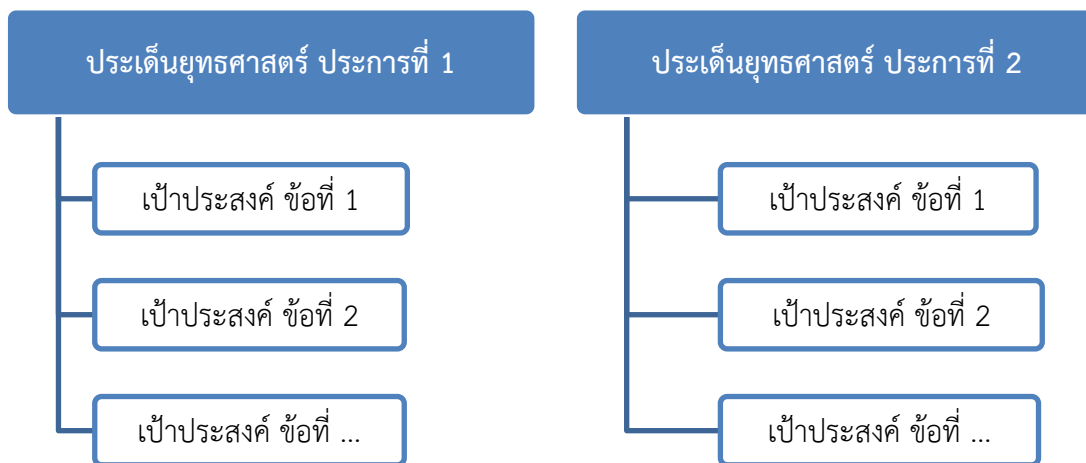 ประเด็นยุทธศาสตร์ ประการที่ 1
เป้าประสงค์ ข้อที่ 1
เป้าประสงค์ ข้อที่ 2
เป้าประสงค์ ข้อที่ ...
ประเด็นยุทธศาสตร์ ประการที่ 2
เป้าประสงค์ ข้อที่ 1
เป้าประสงค์ ข้อที่ 2
เป้าประสงค์ ข้อที่ ...